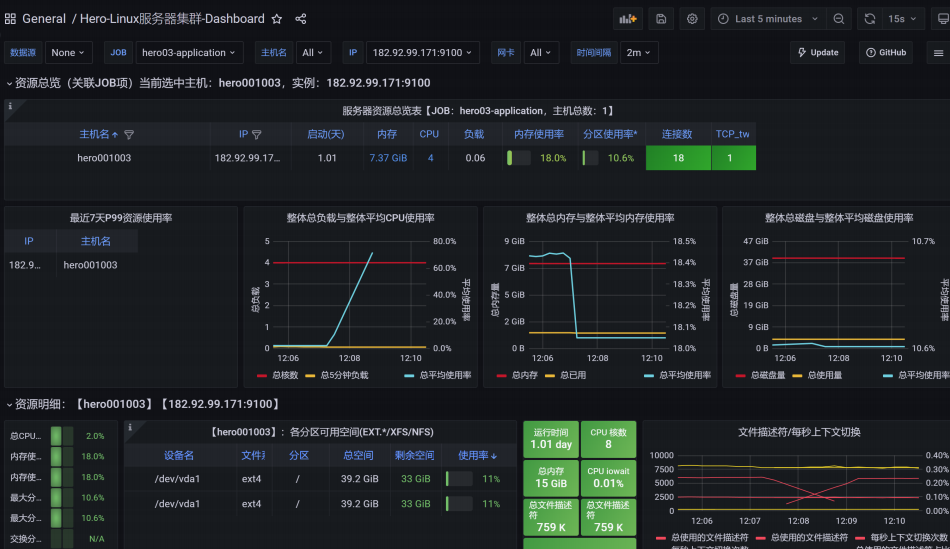 General / Hero-Linux服务器集群-Dashboard
Last 5 minutes
15s
数据源 None JOB hero03-application 主机名 All IP 182.92.99.171:9100 网卡 All 时间间隔 2m Update GitHub
资源总览（关联JOB项）当前选中主机：hero001003，实例：182.92.99.171:9100
服务器资源总览表【JOB：hero03-application，主机总数：1】
主机名 IP 启动(天) 内存 CPU 负载 内存使用率 分区使用率* 连接数 TCP_tw
hero001003 182.92.99.17... 1.01 7.37 GiB 4 0.06 18.0% 10.6% 18 1
最近7天P99资源使用率
IP 主机名
182.9... hero001003
整体总负载与整体平均CPU使用率
总负载
5
4
3
2
1
0
80.0%
60.0%
40.0%
20.0%
0.0%
平均使用率
12:06 12:08 12:10
总核数 总5分钟负载 总平均使用率
整体总内存与整体平均内存使用率
总内存量
9 GiB
7 GiB
5 GiB
2 GiB
0 B
18.5%
18.4%
18.3%
18.2%
18.1%
18.0%
平均使用率
12:06 12:08 12:10
总内存 总已用 总平均使用率
整体总磁盘与整体平均磁盘使用率
总磁盘量
47 GiB
37 GiB
28 GiB
19 GiB
9 GiB
0 B
10.7%
10.6%
平均使用率
12:06 12:08 12:10
总磁盘量 总使用量 总平均使用率
资源明细：【hero001003】【182.92.99.171:9100】
总CPU... 2.0%
内存使... 18.0%
内存使... 18.0%
最大分... 10.6%
最大分... 10.6%
交换分... N/A
【hero001003】：各分区可用空间(EXT.*/XFS/NFS)
设备名 文件 分区 总空间 剩余空间 使用率
/dev/vda1 ext4 / 39.2 GiB 33 GiB 11%
/dev/vda1 ext4 / 39.2 GiB 33 GiB 11%
运行时间
1.01 day
CPU 核数
8
总内存
15 GiB
CPU iowait
0.01%
总文件描述符
759 K
总文件描述符
759 K
文件描述符/每秒上下文切换
10000
7500
5000
2500
0
0.40%
0.30%
0.20%
0.10%
0%
12:06 12:07 12:08 12:09 12:10
总使用的文件描述符 总使用的文件描述符 每秒上下文切换次数